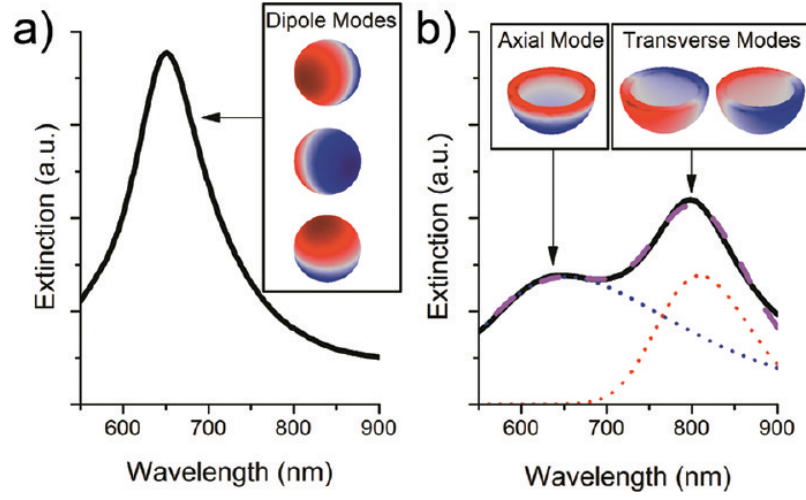 a)
Dipole Modes
Extinction (a.u.)
600 700 800 900
Wavelength (nm)
b)
Axial Mode
Transverse Modes
Extinction (a.u.)
600 700 800 900
Wavelength (nm)